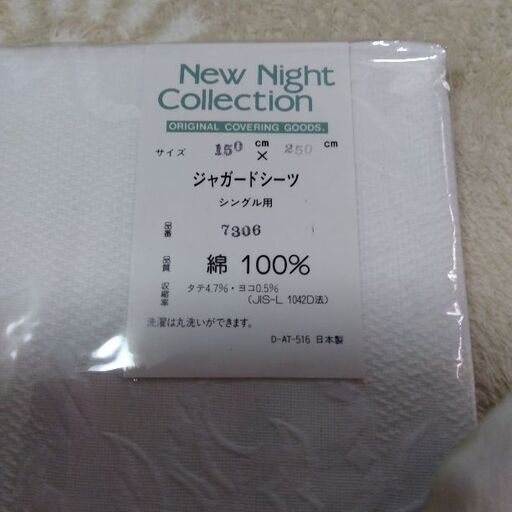 New Night
Collection
ORIGINAL COVERING GOODS.
サイズ 150 cm × 250 cm
ジャガードシーツ
シングル用
品番 7306
品質 綿 100%
収縮率 タテ4.7%・ヨコ0.5%
(JIS-L 1042D法)
洗濯は丸洗いができます。
D-AT-516 日本製